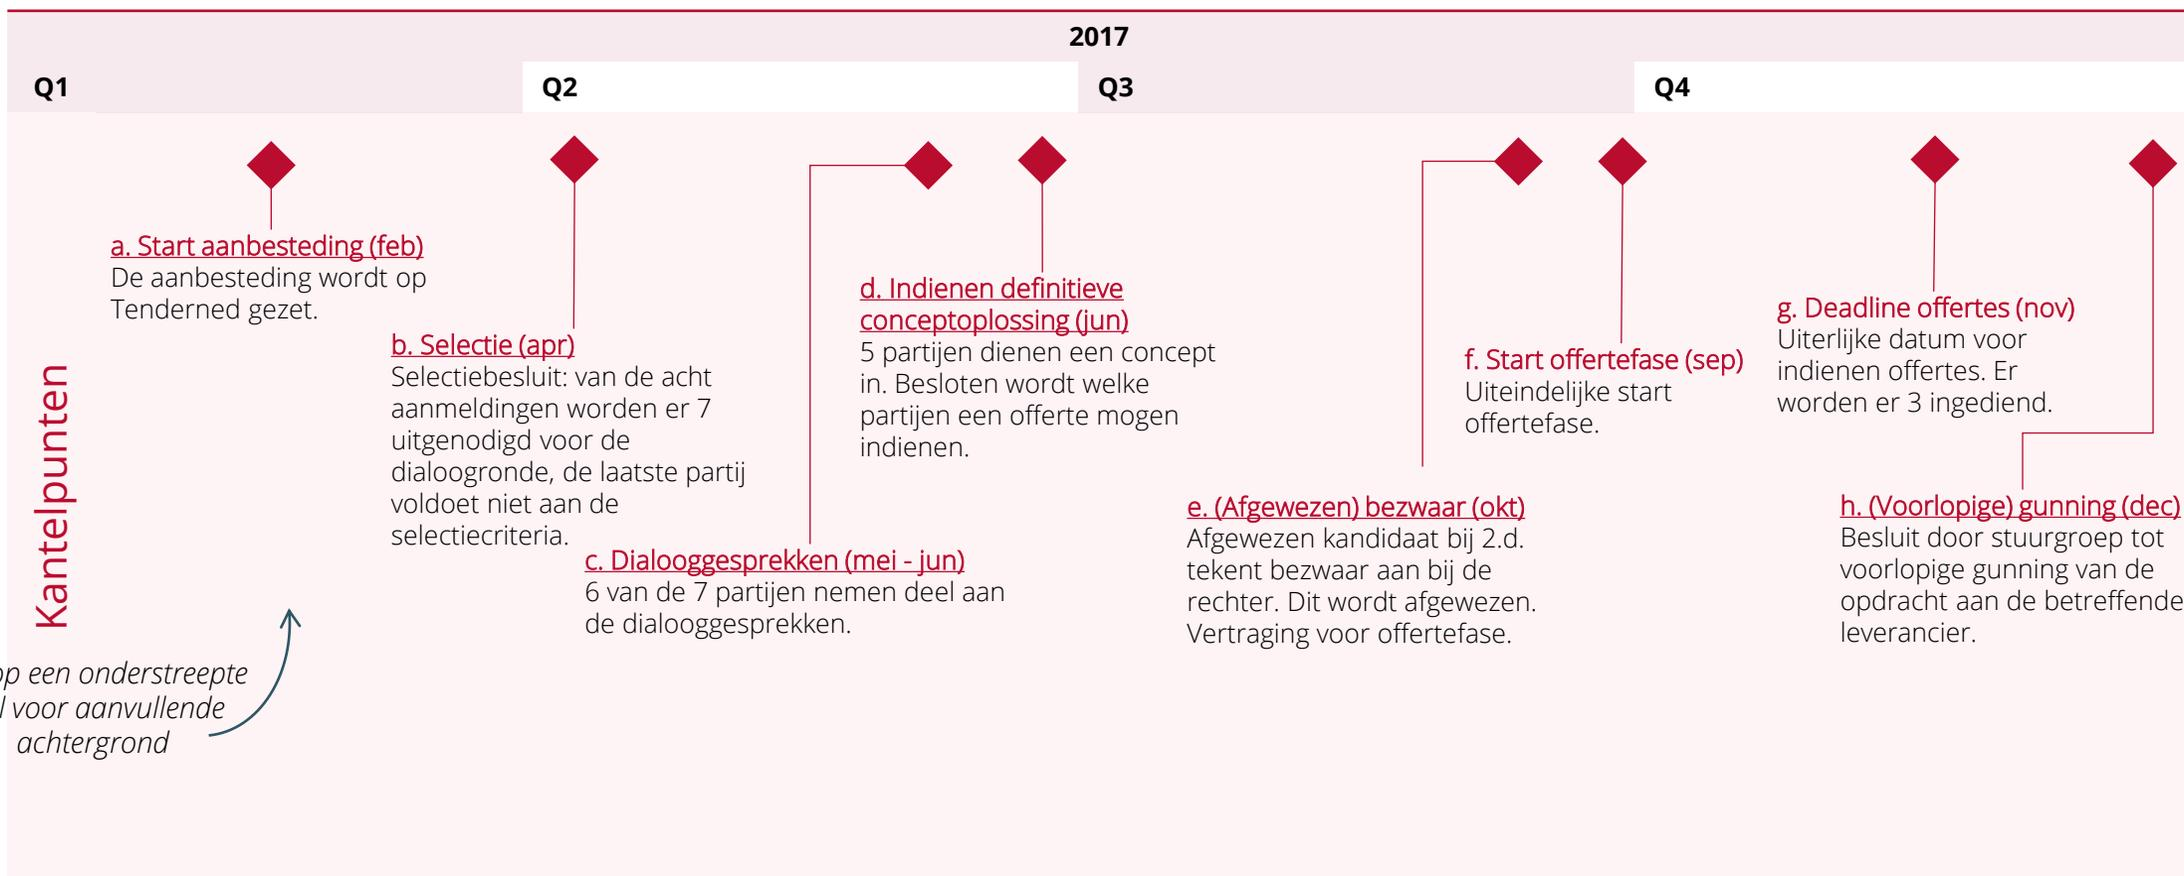 2017
Q1
Q2
Q3
Q4
Kantelpunten
a. Start aanbesteding (feb)
De aanbesteding wordt op
Tenderned gezet.
b. Selectie (apr)
Selectiebesluit: van de acht
aanmeldingen worden er 7
uitgenodigd voor de
dialoogronde, de laatste partij
voldoet niet aan de
selectiecriteria.
c. Dialooggesprekken (mei - jun)
6 van de 7 partijen nemen deel aan
de dialooggesprekken.
d. Indienen definitieve
conceptoplossing (jun)
5 partijen dienen een concept
in. Besloten wordt welke
partijen een offerte mogen
indienen.
e. (Afgewezen) bezwaar (okt)
Afgewezen kandidaat bij 2.d.
tekent bezwaar aan bij de
rechter. Dit wordt afgewezen.
Vertraging voor offertefase.
f. Start offertefase (sep)
Uiteindelijke start
offertefase.
g. Deadline offertes (nov)
Uiterlijke datum voor
indienen offertes. Er
worden er 3 ingediend.
h. (Voorlopige) gunning (dec)
Besluit door stuurgroep tot
voorlopige gunning van de
opdracht aan de betreffende
leverancier.
op een onderstreepte
voor aanvullende
achtergrond